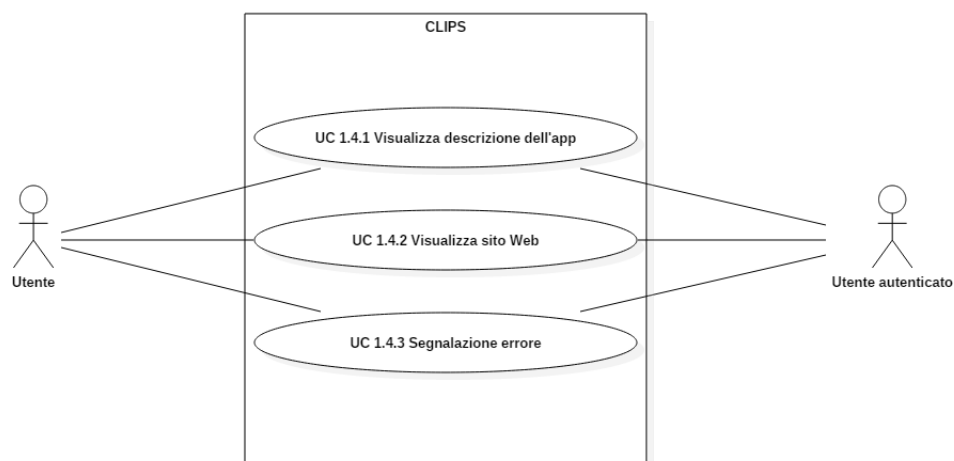 CLIPS
UC 1.4.1 Visualizza descrizione dell'app
UC 1.4.2 Visualizza sito Web
Utente
Utente autenticato
UC 1.4.3 Segnalazione errore